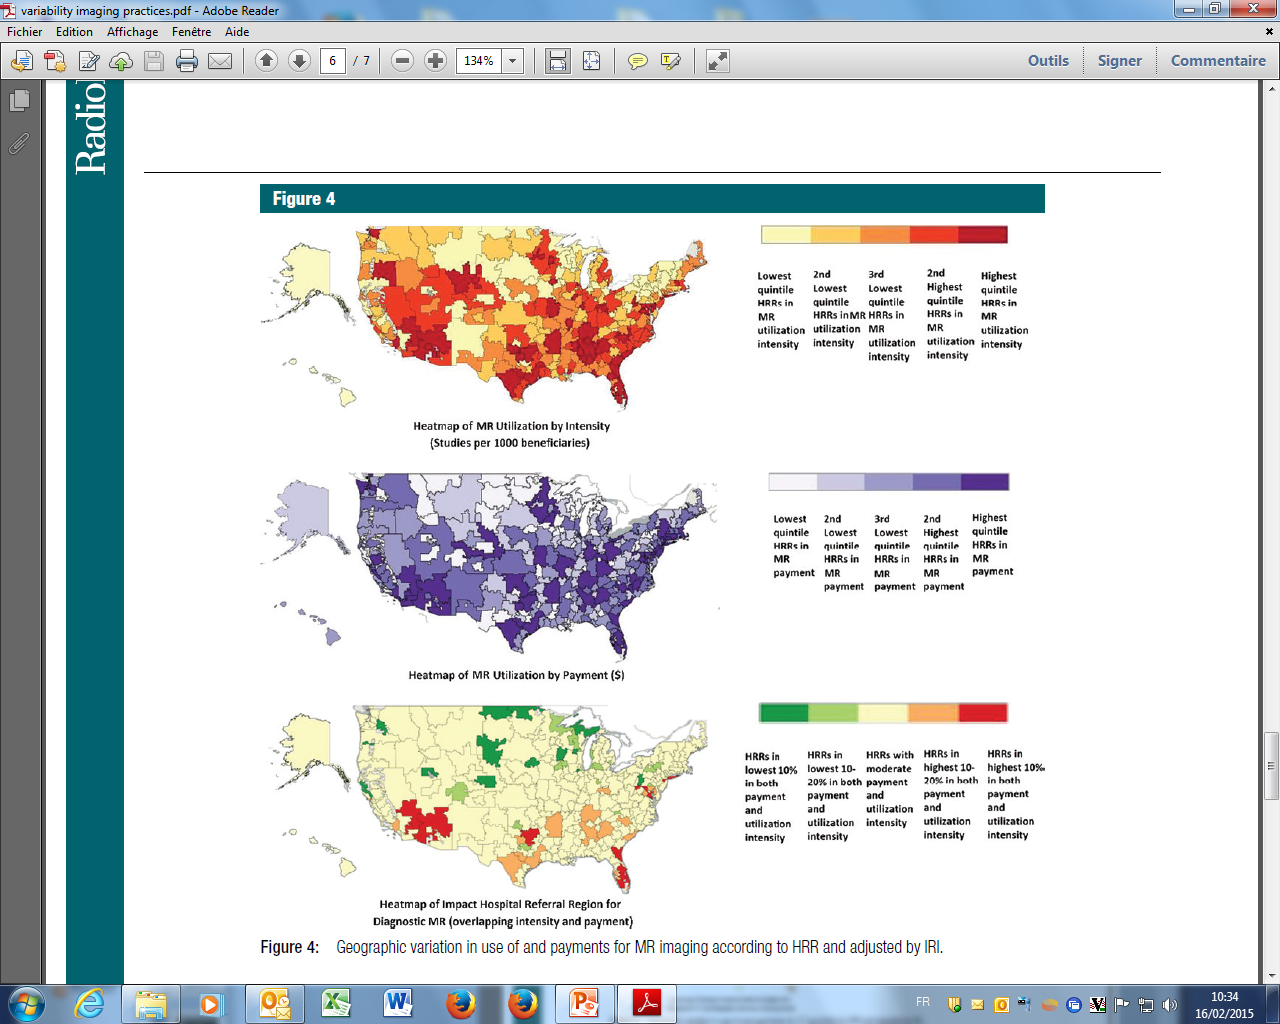 variability imaging practices.pdf - Adobe Reader
Fichier Edition Affichage Fenêtre Aide
6 / 7 134% Outils Signer Commentaire
Radiol
Figure 4
Lowest
quintile
HRRs in
MR
utilization
intensity
2nd
Lowest
quintile
HRRs in
utilization
intensity
MR
3rd
Lowest
quintile
HRRs in
MR
utilization
intensity
2nd
Highest
quintile
HRRs in
MR
utilization
intensity
Highest
quintile
HRRs in
MR
utilization
intensity
Heatmap of MR Utilization by Intensity
(Studies per 1000 beneficiaries)
Lowest
quintile
HRRs in
MR
payment
2nd
Lowest
quintile
HRRs in
MR
payment
3rd
Lowest
quintile
HRRs in
MR
payment
2nd
Highest
quintile
HRRs in
MR
payment
Highest
quintile
HRRs in
MR
payment
Heatmap of MR Utilization by Payment ($)
HRRs in
lowest 10%
in both
payment
and
utilization
intensity
HRRs in
lowest 10-
20% in both
payment
and
utilization
intensity
HRRs with
moderate
payment
and
utilization
intensity
HRRs in
highest 10-
20% in both
payment
and
utilization
intensity
HRRs in
highest 10%
in both
payment
and
utilization
intensity
Heatmap of Impact Hospital Referral Region for
Diagnostic MR (overlapping intensity and payment)
Figure 4: Geographic variation in use of and payments for MR imaging according to HRR and adjusted by IRI.
FR
10:34
16/02/2015